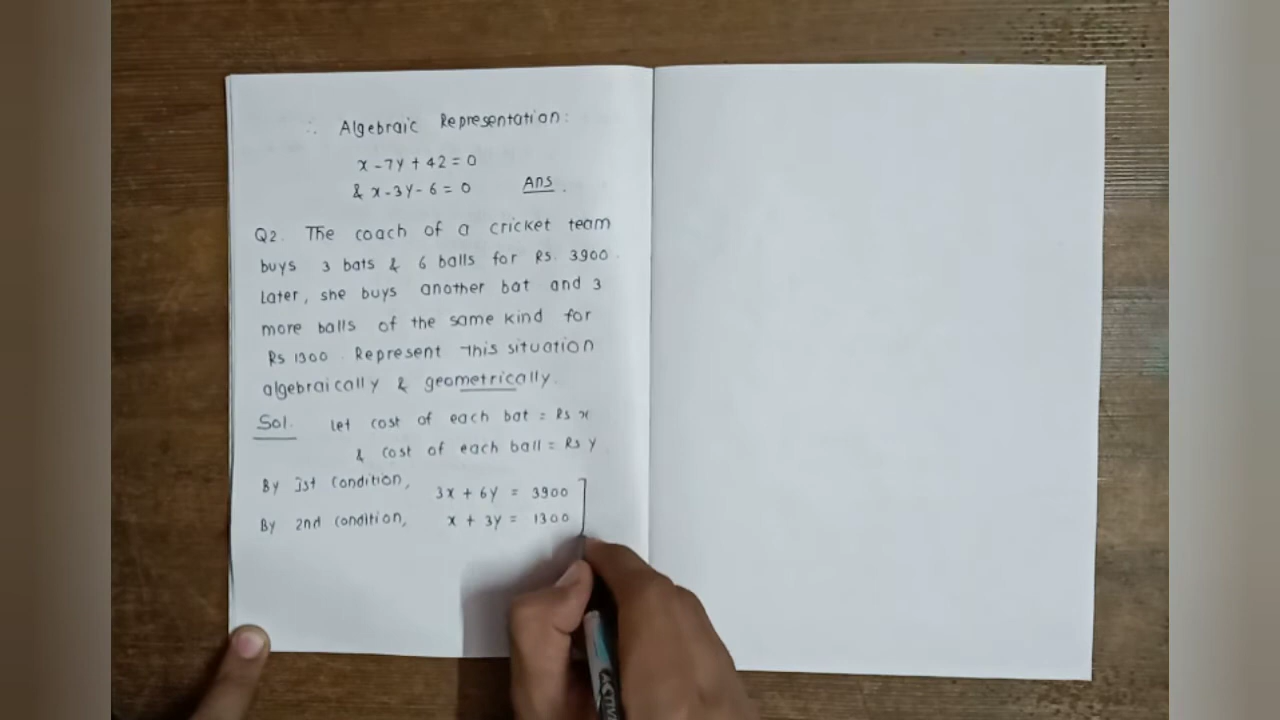 ∴ Algebraic Representation:
x - 7y + 42 = 0
& x - 3y - 6 = 0 Ans.
Q2. The coach of a cricket team
buys 3 bats & 6 balls for Rs. 3900.
Later, she buys another bat and 3
more balls of the same kind for
Rs 1300. Represent this situation
algebraically & geometrically.
Sol. Let cost of each bat = Rs x
& cost of each ball = Rs y
By 1st condition, 3x + 6y = 3900
By 2nd condition, x + 3y = 1300
ACTIV